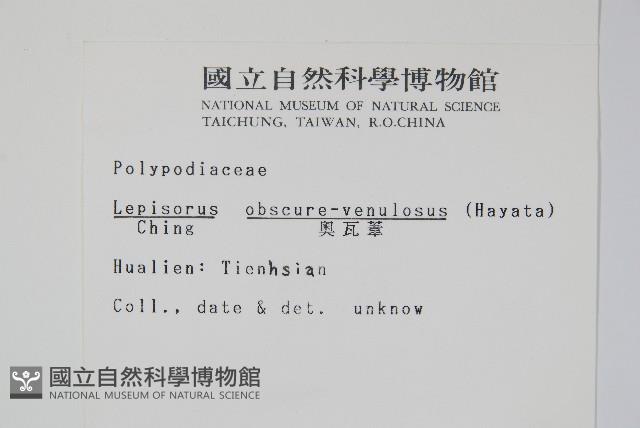 國立自然科學博物館
NATIONAL MUSEUM OF NATURAL SCIENCE
TAICHUNG, TAIWAN, R.O.CHINA
Polypodiaceae
Lepisorus obscure-venulosus (Hayata)
Ching 奧瓦葦
Hualien: Tienhsian
Coll., date & det. unknow
國立自然科學博物館
NATIONAL MUSEUM OF NATURAL SCIENCE